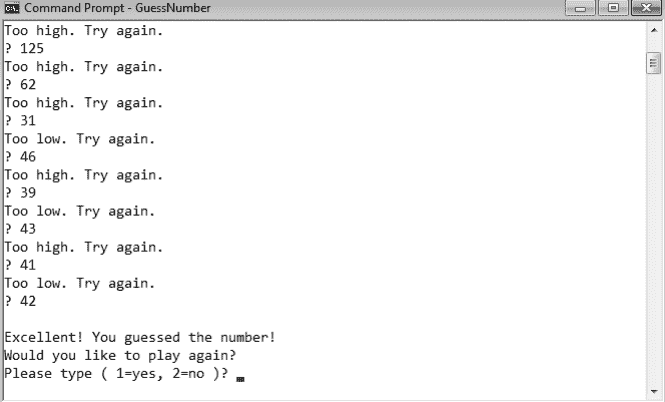 Command Prompt - GuessNumber
Too high. Try again.
? 125
Too high. Try again.
? 62
Too high. Try again.
? 31
Too low. Try again.
? 46
Too high. Try again.
? 39
Too low. Try again.
? 43
Too high. Try again.
? 41
Too low. Try again.
? 42
Excellent! You guessed the number!
Would you like to play again?
Please type ( 1=yes, 2=no )?